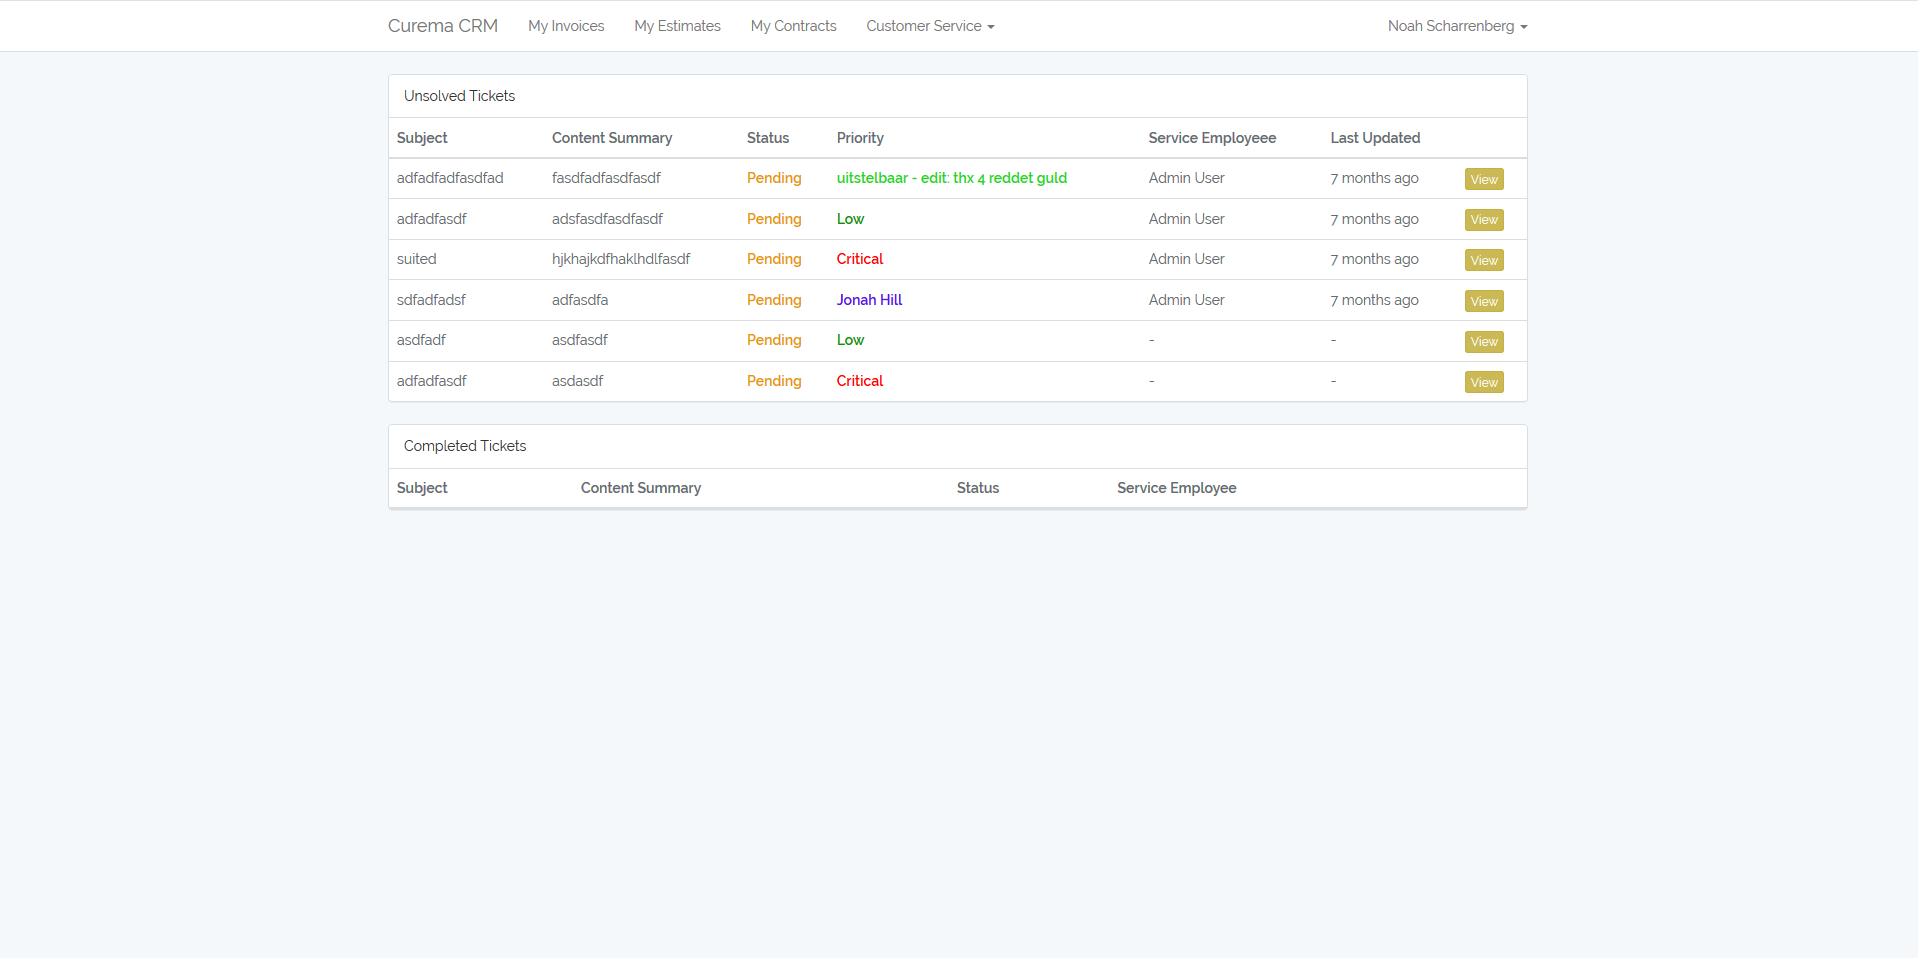 Curema CRM My Invoices My Estimates My Contracts Customer Service Noah Scharrenberg
Unsolved Tickets
Subject Content Summary Status Priority Service Employeee Last Updated
adfadfadfasdfad fasdfadfasdfasdf Pending uitstelbaar - edit: thx 4 reddet guld Admin User 7 months ago View
adfadfasdf adsfasdfasdfasdf Pending Low Admin User 7 months ago View
suited hjkhajkdfhaklhdlfasdf Pending Critical Admin User 7 months ago View
sdfadfadsf adfasdfa Pending Jonah Hill Admin User 7 months ago View
asdfadf asdfasdf Pending Low - - View
adfadfasdf asdasdf Pending Critical - - View
Completed Tickets
Subject Content Summary Status Service Employee